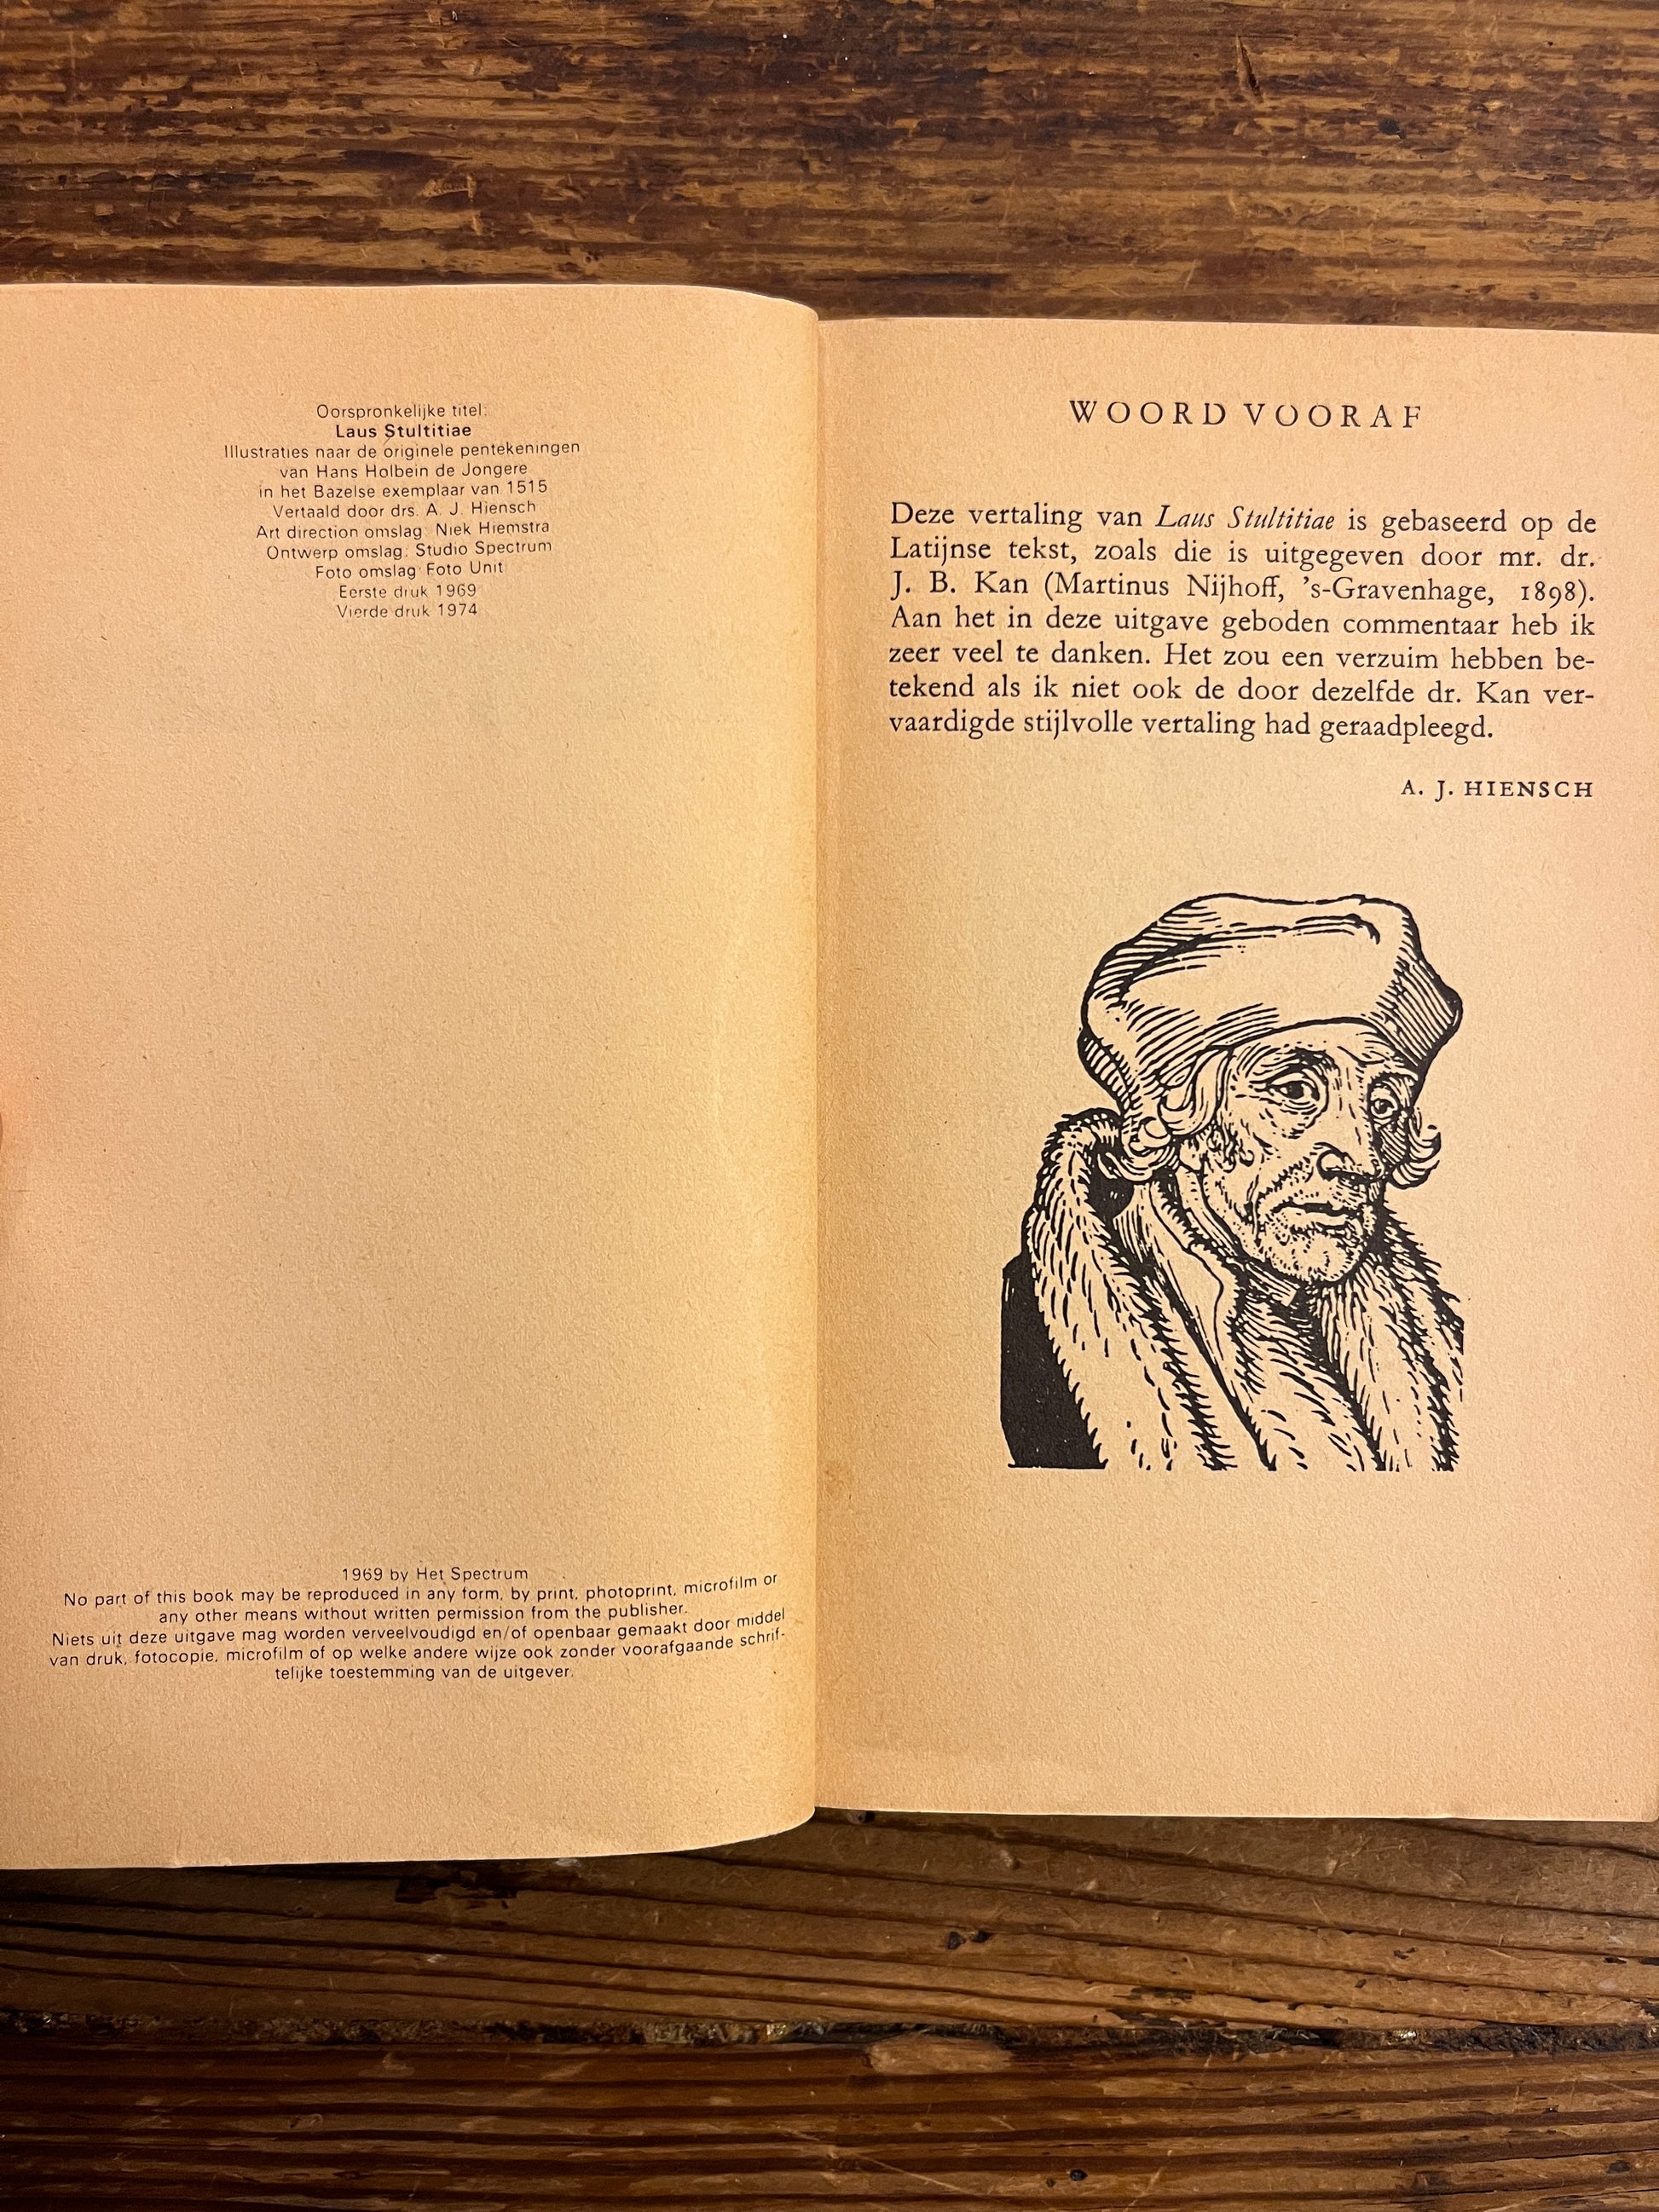 Oorspronkelijke titel:
Laus Stultitiae
Illustraties naar de originele pentekeningen
van Hans Holbein de Jongere
in het Bazelse exemplaar van 1515
Vertaald door drs. A. J. Hiensch
Art direction omslag: Niek Hiemstra
Ontwerp omslag: Studio Spectrum
Foto omslag: Foto Unit
Eerste druk 1969
Vierde druk 1974
1969 by Het Spectrum
No part of this book may be reproduced in any form, by print, photoprint, microfilm or
any other means without written permission from the publisher.
Niets uit deze uitgave mag worden verveelvoudigd en/of openbaar gemaakt door middel
van druk, fotocopie, microfilm of op welke andere wijze ook zonder voorafgaande schrif-
telijke toestemming van de uitgever.
WOORD VOORAF
Deze vertaling van Laus Stultitiae is gebaseerd op de
Latijnse tekst, zoals die is uitgegeven door mr. dr.
J. B. Kan (Martinus Nijhoff, 's-Gravenhage, 1898).
Aan het in deze uitgave geboden commentaar heb ik
zeer veel te danken. Het zou een verzuim hebben be-
tekend als ik niet ook de door dezelfde dr. Kan ver-
vaardigde stijlvolle vertaling had geraadpleegd.
A. J. HIENSCH